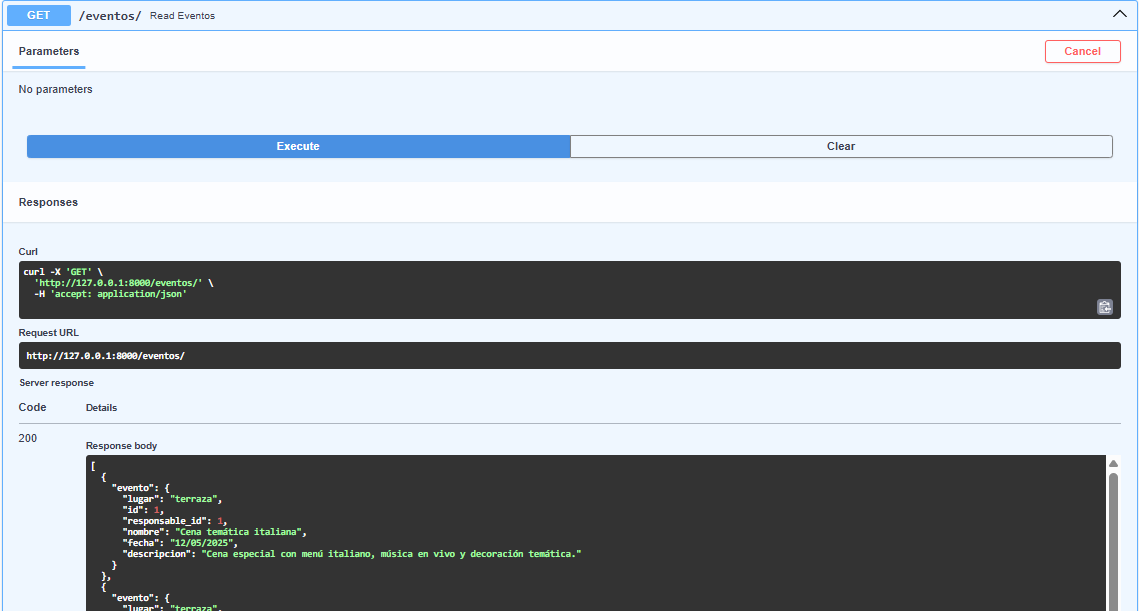 GET /eventos/ Read Eventos
Parameters
Cancel
No parameters
Execute
Clear
Responses
Curl
curl -X 'GET' \
'http://127.0.0.1:8000/eventos/' \
-H 'accept: application/json'
Request URL
http://127.0.0.1:8000/eventos/
Server response
Code Details
200
Response body
[
{
"evento": {
"lugar": "terraza",
"id": 1,
"responsable_id": 1,
"nombre": "Cena temática italiana",
"fecha": "12/05/2025",
"descripcion": "Cena especial con menú italiano, música en vivo y decoración temática."
}
},
{
"evento": {
"lugar": "terraza",